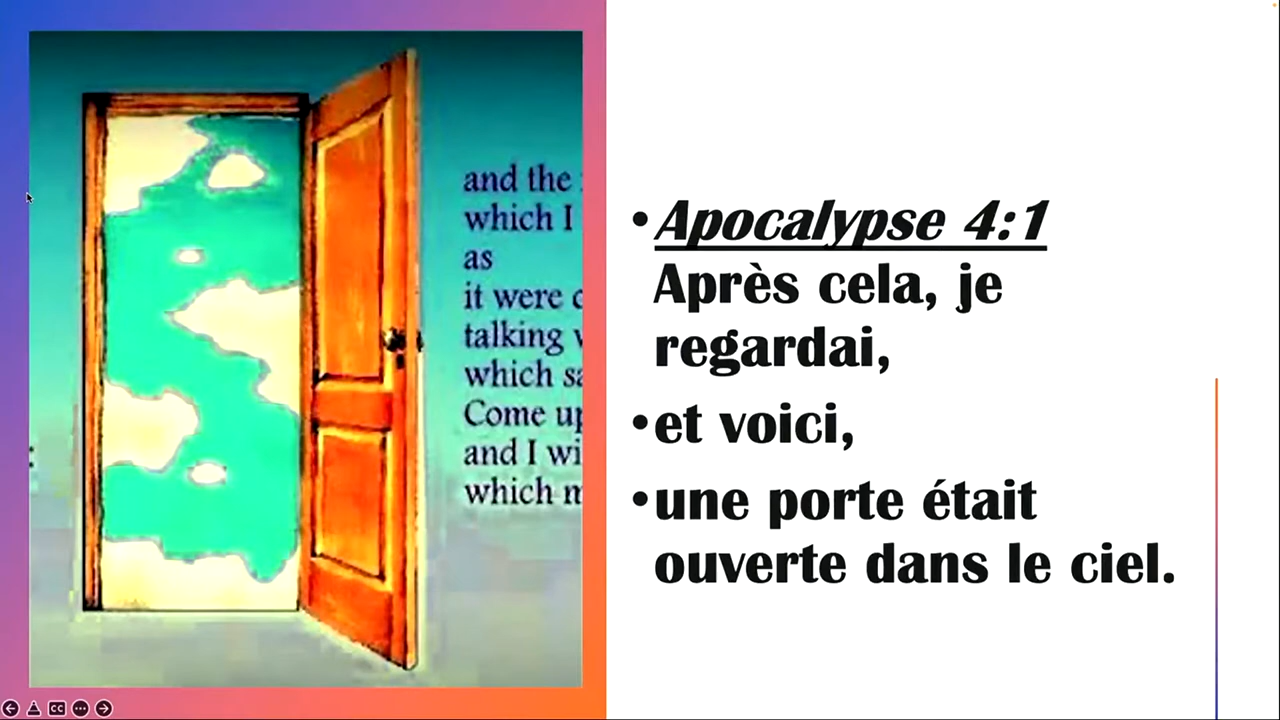 and the
which I
as
it were
talking
which
Come
and I
which
• Apocalypse 4:1
Après cela, je
regardai,
• et voici,
• une porte était
ouverte dans le ciel.
CC